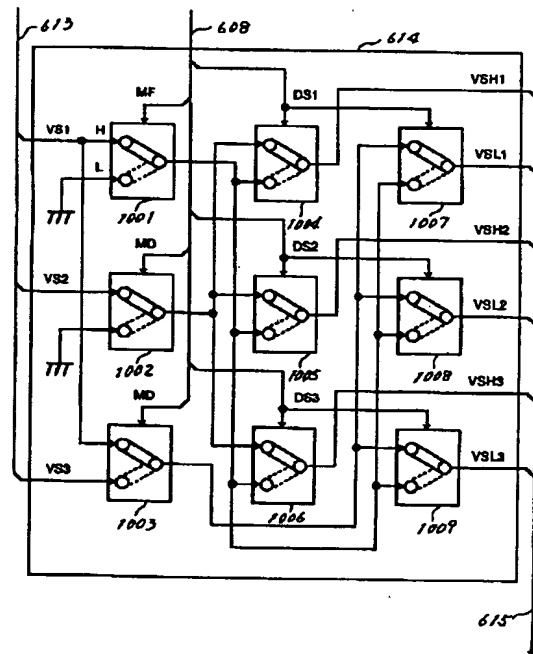 613
608
614
VSH1
MF
DS1
VS1
H
L
VSL1
1001
1004
1007
MD
DS2
VSH2
VS2
VSL2
1002
1005
1008
MD
DS3
VSH3
VS3
VSL3
1003
1006
1009
615